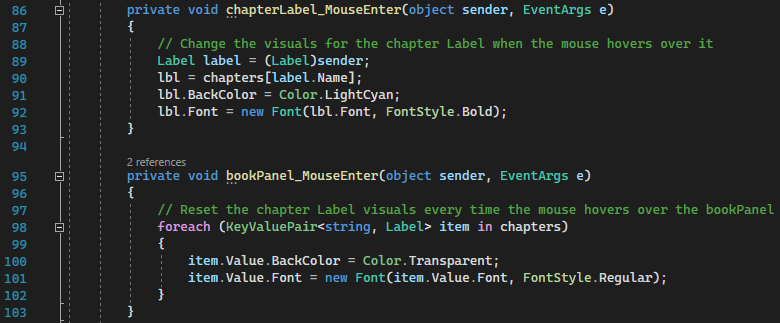 86 private void chapterLabel_MouseEnter(object sender, EventArgs e)
87 {
88 // Change the visuals for the chapter Label when the mouse hovers over it
89 Label label = (Label)sender;
90 lbl = chapters[label.Name];
91 lbl.BackColor = Color.LightCyan;
92 lbl.Font = new Font(lbl.Font, FontStyle.Bold);
93 }
94
2 references
95 private void bookPanel_MouseEnter(object sender, EventArgs e)
96 {
97 // Reset the chapter Label visuals every time the mouse hovers over the bookPanel
98 foreach (KeyValuePair<string, Label> item in chapters)
99 {
100 item.Value.BackColor = Color.Transparent;
101 item.Value.Font = new Font(item.Value.Font, FontStyle.Regular);
102 }
103 }